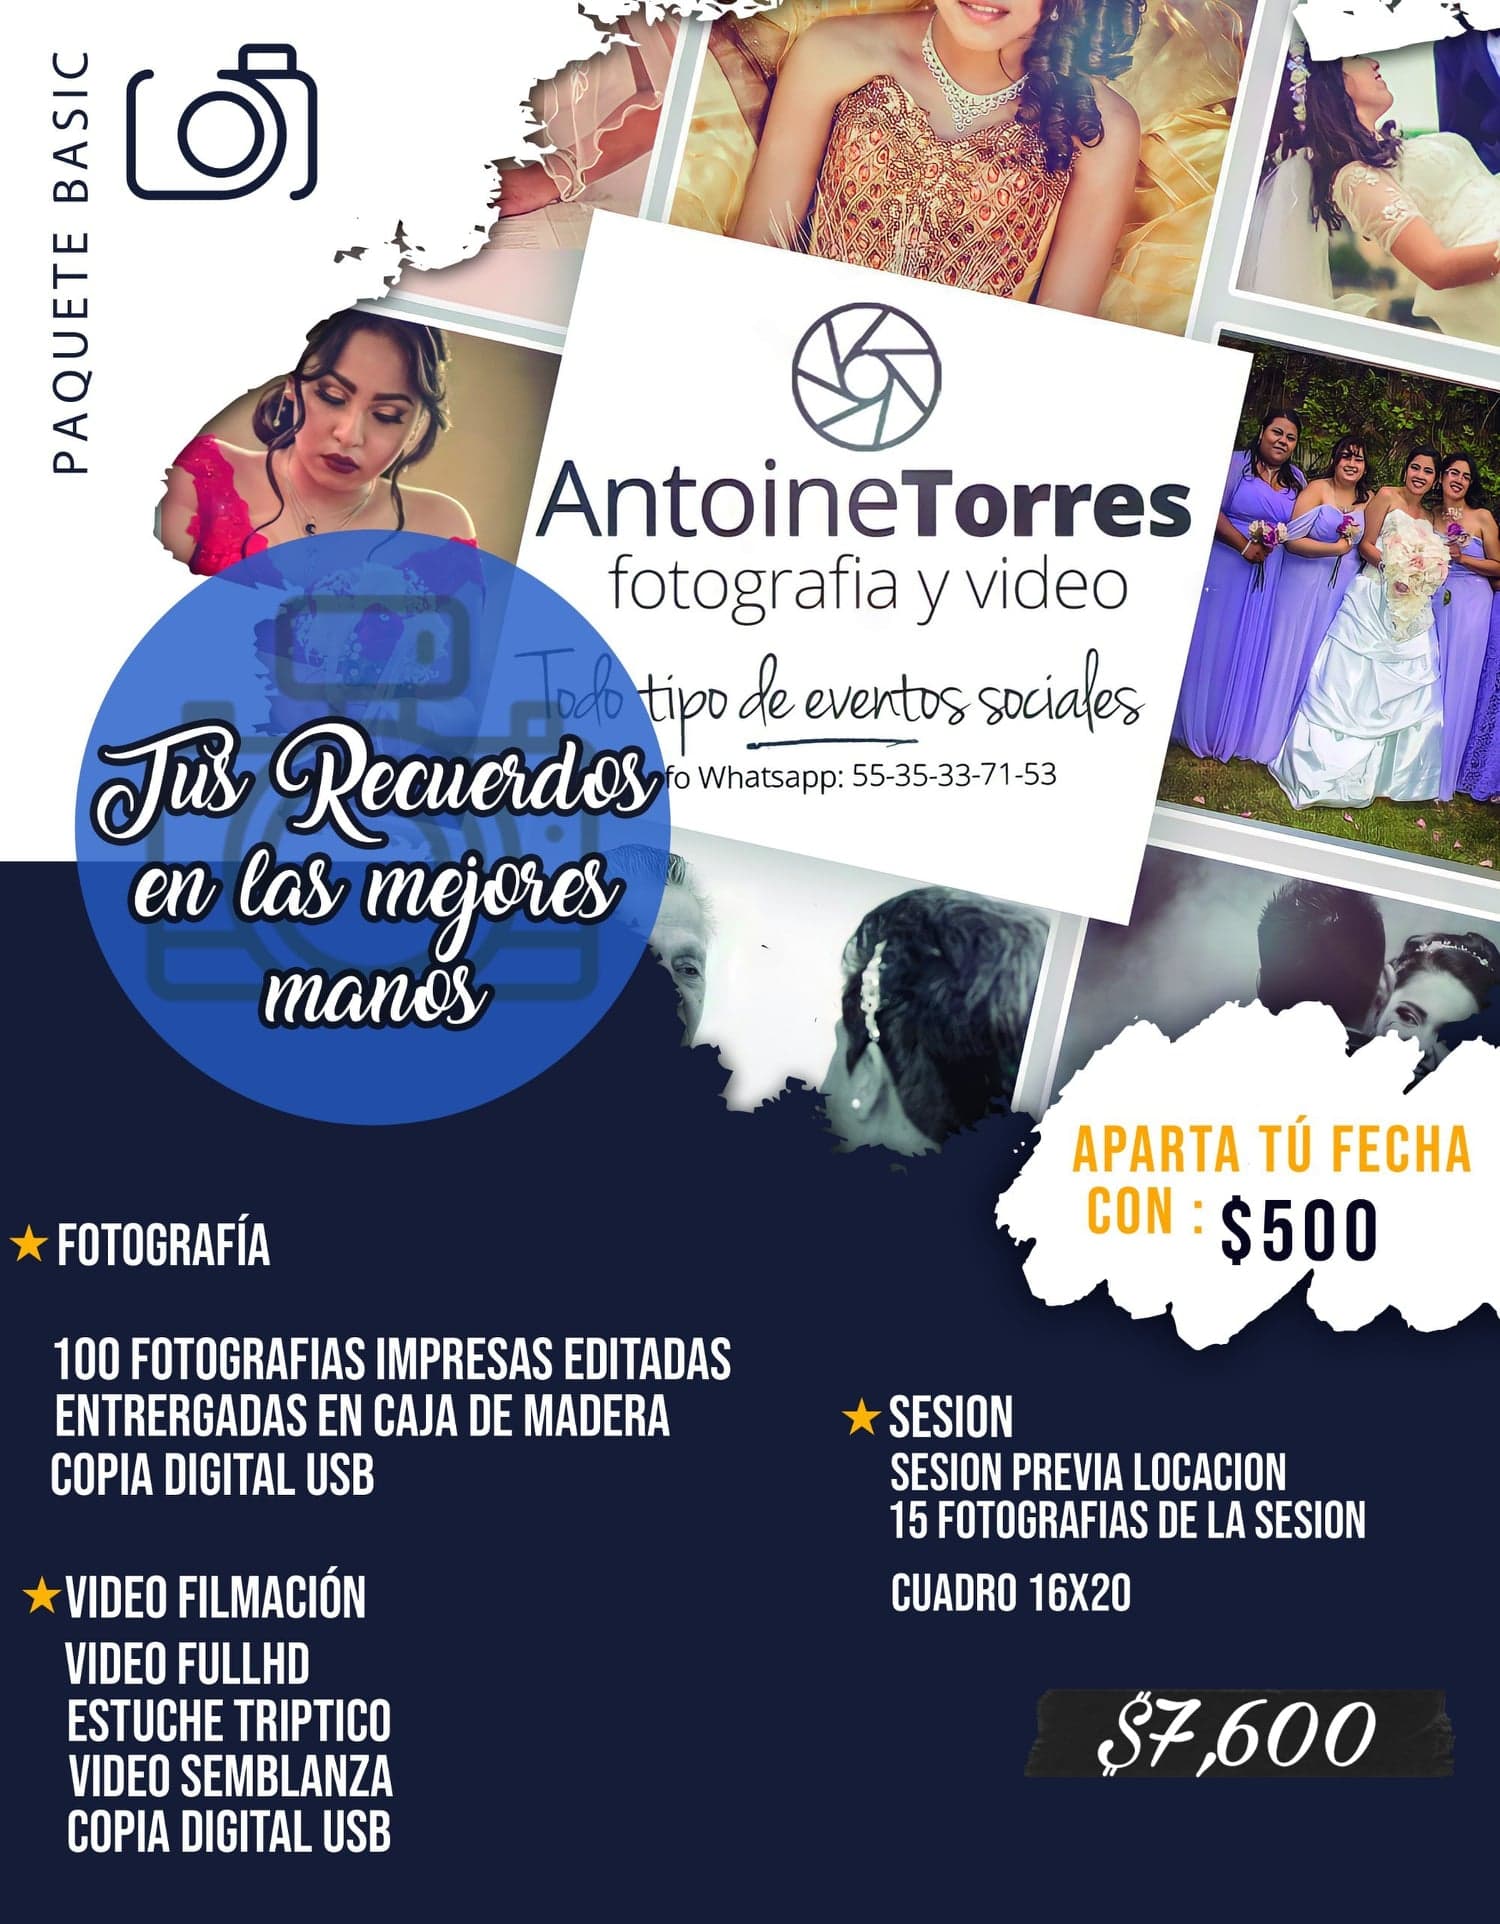 PAQUETE BASIC
AntoineTorres
fotografia y video
Todo tipo de eventos sociales
fo Whatsapp: 55-35-33-71-53
Tus Recuerdos
en las mejores
manos
APARTA TÚ FECHA
CON : $500
FOTOGRAFÍA
100 FOTOGRAFIAS IMPRESAS EDITADAS
ENTRERGADAS EN CAJA DE MADERA
COPIA DIGITAL USB
VIDEO FILMACIÓN
VIDEO FULLHD
ESTUCHE TRIPTICO
VIDEO SEMBLANZA
COPIA DIGITAL USB
SESION
SESION PREVIA LOCACION
15 FOTOGRAFIAS DE LA SESION
CUADRO 16X20
$7,600